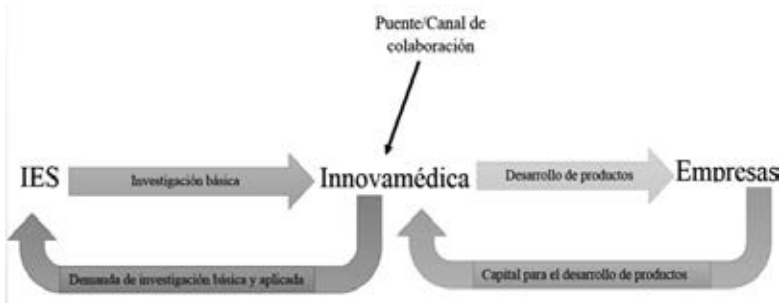 Puente/Canal de
colaboración
IES
Investigación básica
Innovamédica
Desarrollo de productos
Empresas
Demanda de investigación básica y aplicada
Capital para el desarrollo de productos